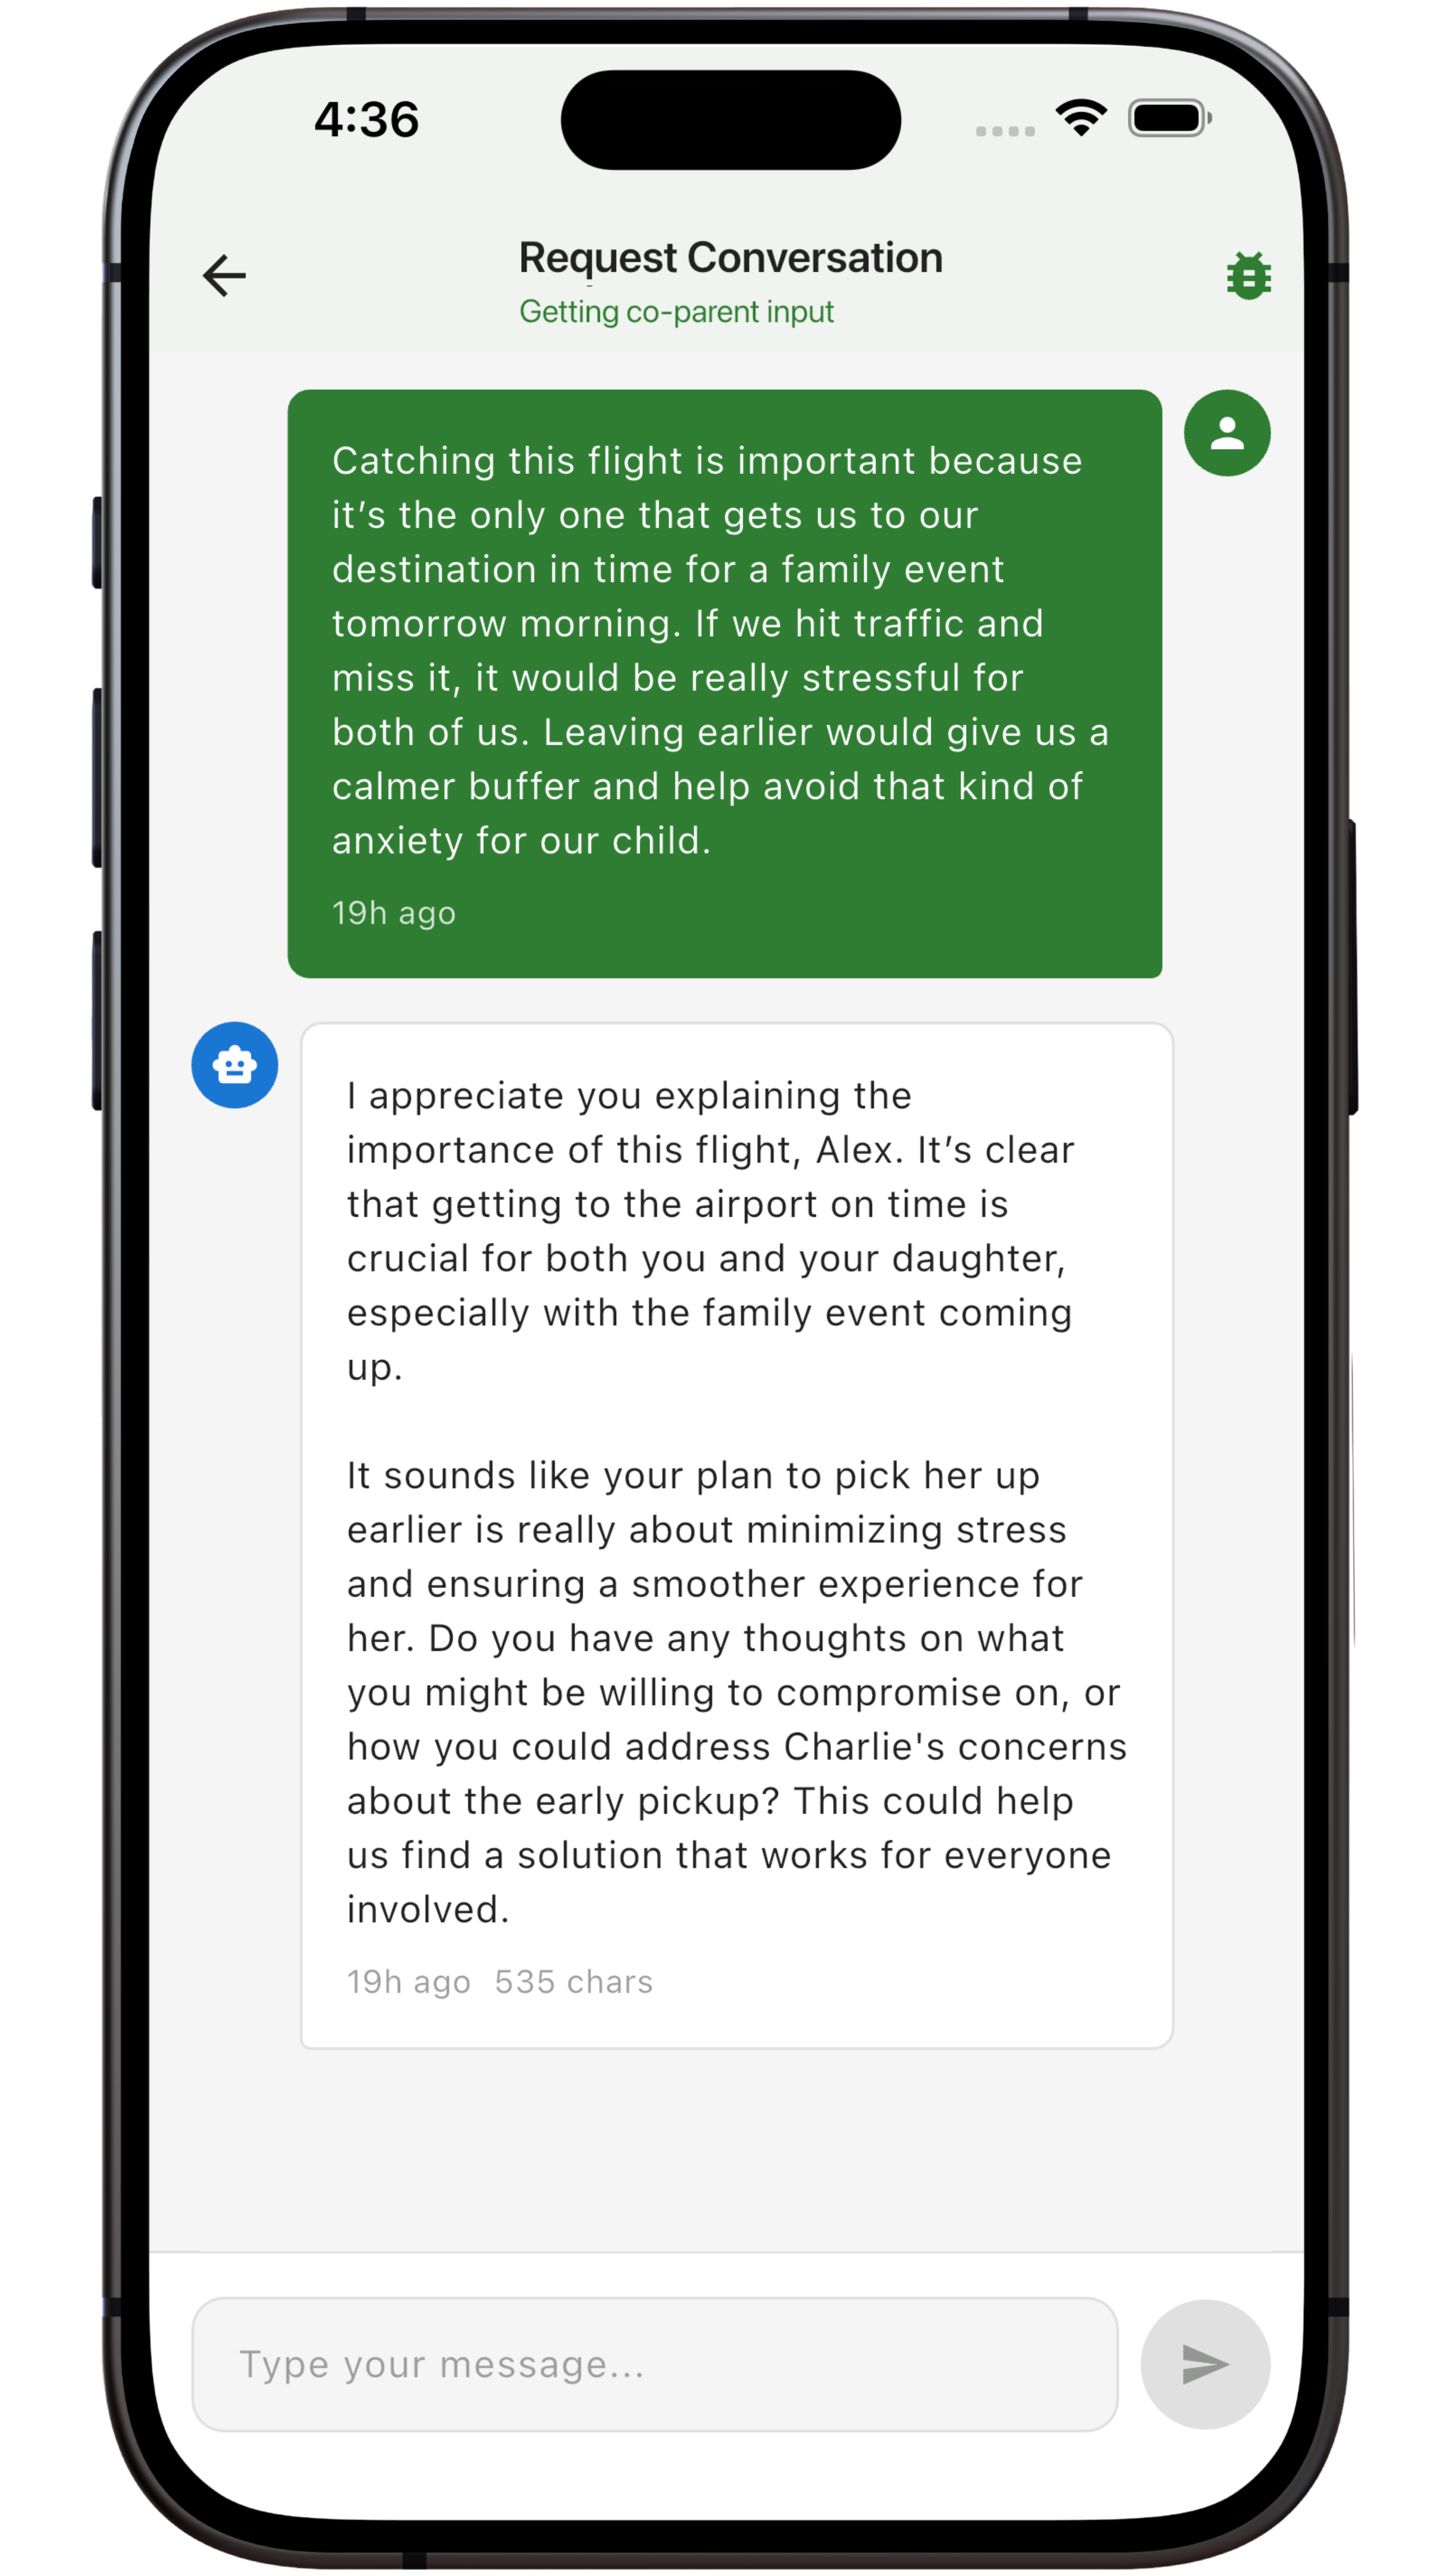 4:36
Request Conversation
Getting co-parent input
Catching this flight is important because
it’s the only one that gets us to our
destination in time for a family event
tomorrow morning. If we hit traffic and
miss it, it would be really stressful for
both of us. Leaving earlier would give us a
calmer buffer and help avoid that kind of
anxiety for our child.
19h ago
I appreciate you explaining the
importance of this flight, Alex. It’s clear
that getting to the airport on time is
crucial for both you and your daughter,
especially with the family event coming
up.
It sounds like your plan to pick her up
earlier is really about minimizing stress
and ensuring a smoother experience for
her. Do you have any thoughts on what
you might be willing to compromise on, or
how you could address Charlie's concerns
about the early pickup? This could help
us find a solution that works for everyone
involved.
19h ago 535 chars
Type your message...